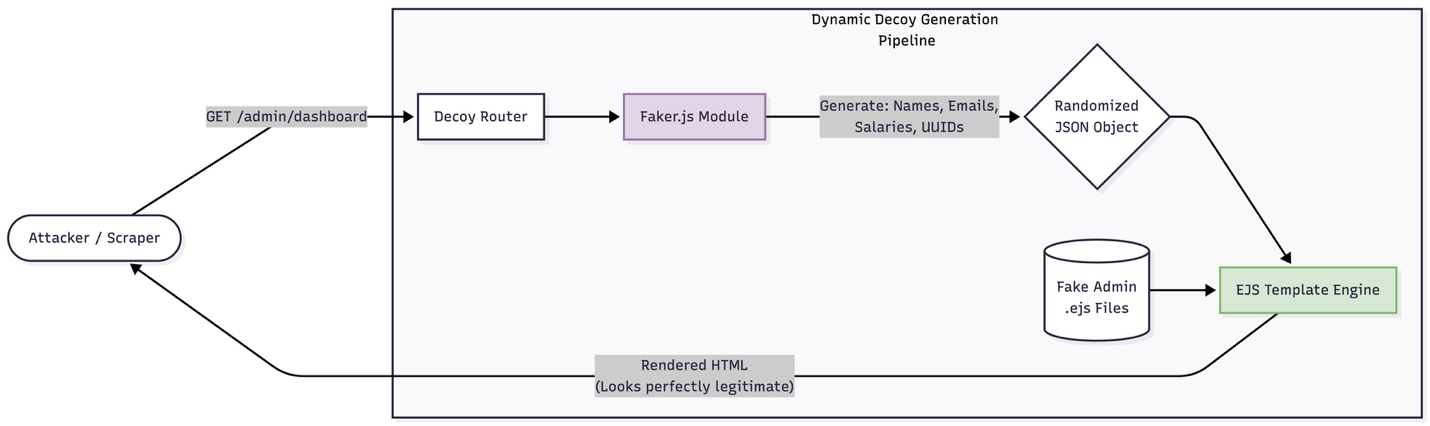 Dynamic Decoy Generation
Pipeline
GET /admin/dashboard
Decoy Router
Faker.js Module
Generate: Names, Emails,
Salaries, UUIDs
Randomized
JSON Object
Attacker / Scraper
Fake Admin
.ejs Files
EJS Template Engine
Rendered HTML
(Looks perfectly legitimate)